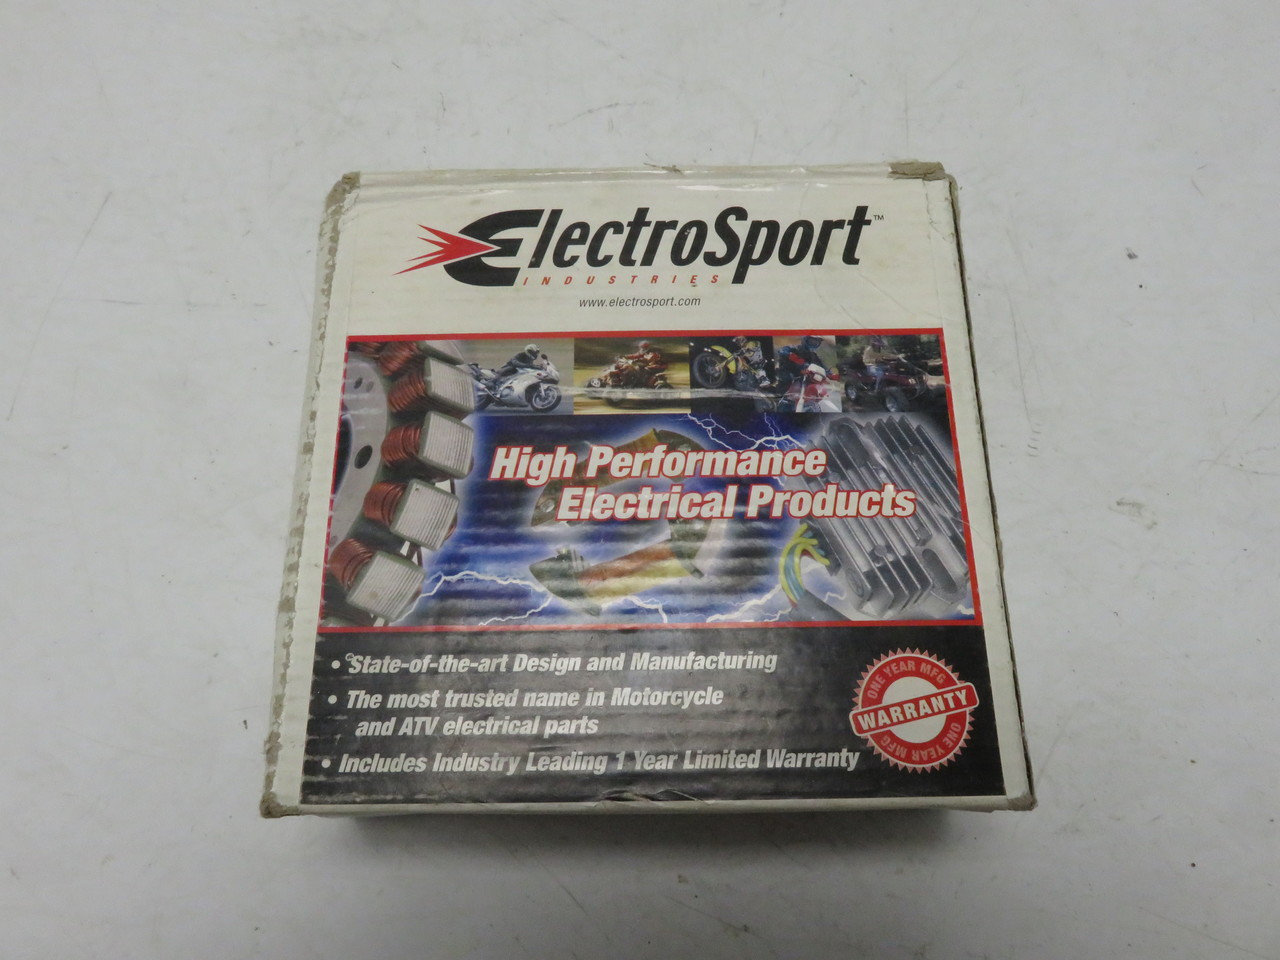 ElectroSport™
INDUSTRIES
www.electrosport.com
High Performance
Electrical Products
• State-of-the-art Design and Manufacturing
• The most trusted name in Motorcycle
and ATV electrical parts
• Includes Industry Leading 1 Year Limited Warranty
ONE YEAR MFG
WARRANTY
ONE YEAR MFG